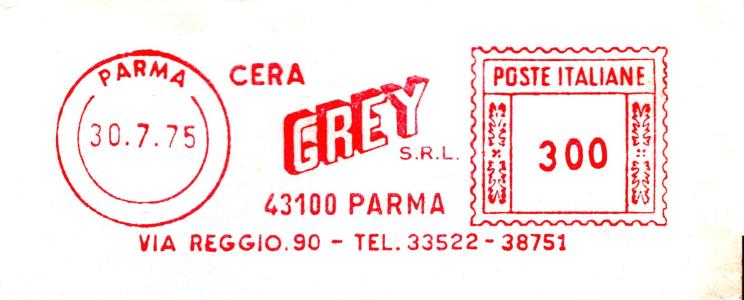 PARMA
30.7.75
CERA
GREY
S.R.L.
43100 PARMA
VIA REGGIO.90 - TEL. 33522 - 38751
POSTE ITALIANE
300